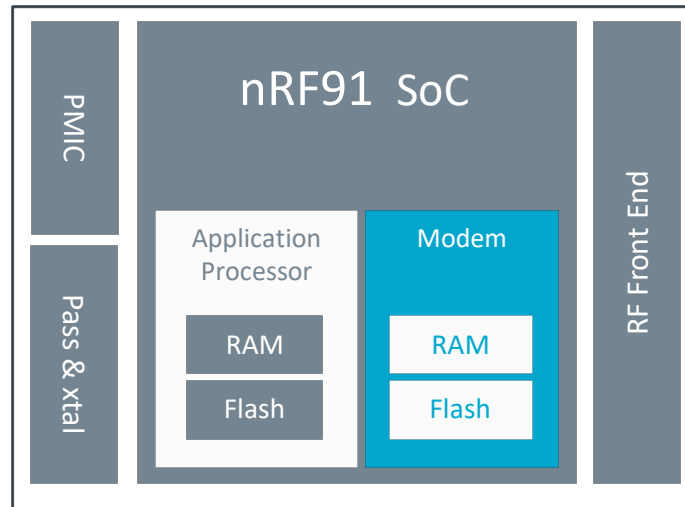 PMIC
Pass & xtal
nRF91 SoC
Application
Processor
RAM
Flash
Modem
RAM
Flash
RF Front End